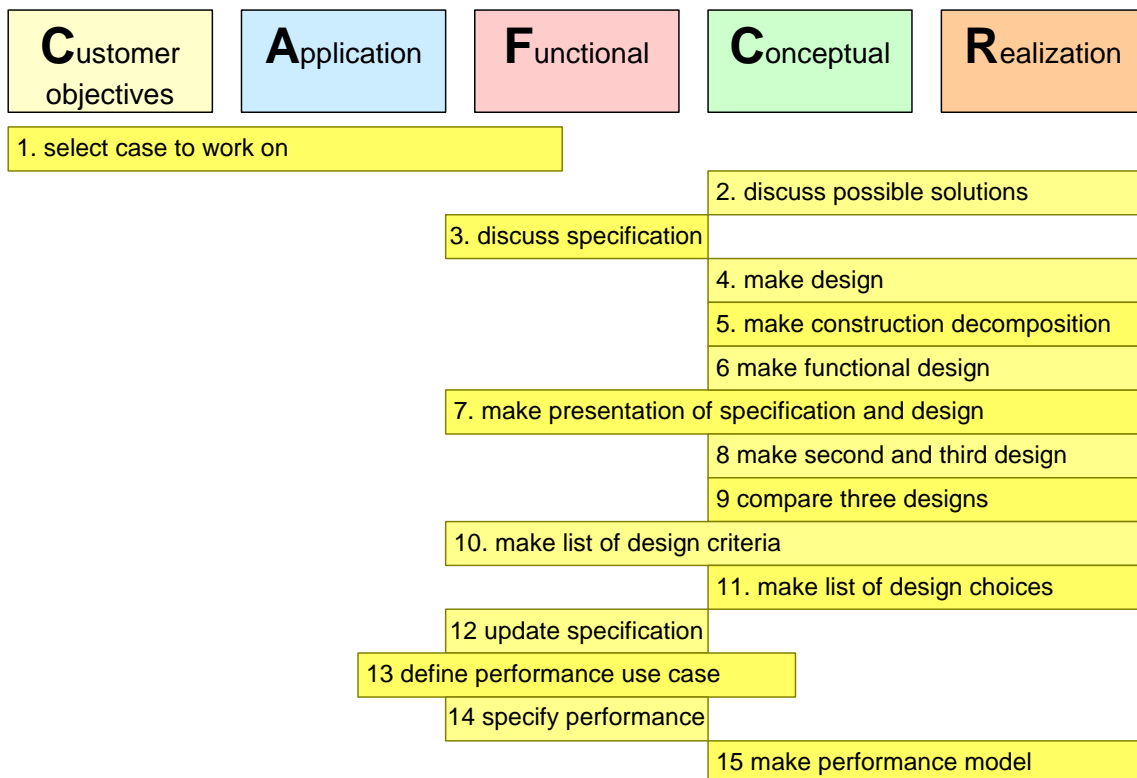 Customer
objectives
Application
Functional
Conceptual
Realization
1. select case to work on
2. discuss possible solutions
3. discuss specification
4. make design
5. make construction decomposition
6 make functional design
7. make presentation of specification and design
8 make second and third design
9 compare three designs
10. make list of design criteria
11. make list of design choices
12 update specification
13 define performance use case
14 specify performance
15 make performance model